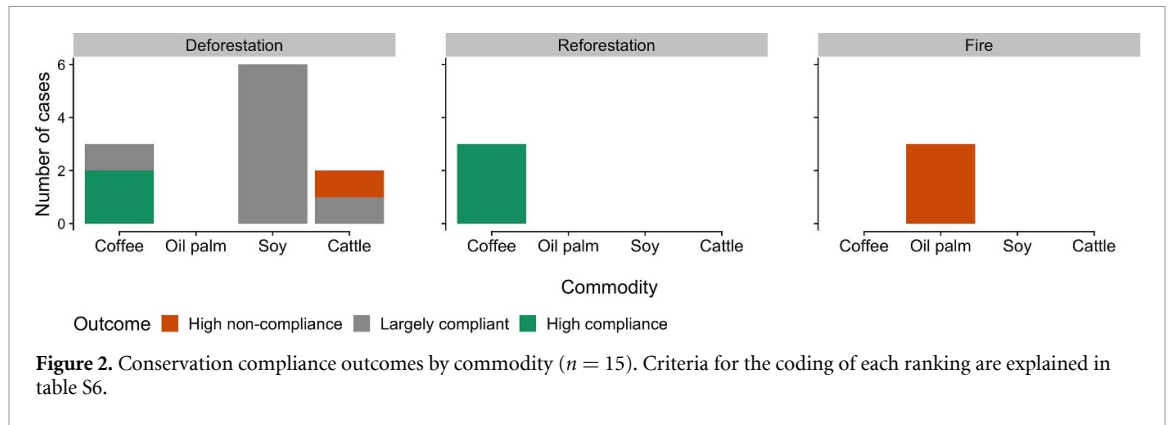 Deforestation Reforestation Fire
Number of cases
6
4
2
0
Coffee Oil palm Soy Cattle Coffee Oil palm Soy Cattle Coffee Oil palm Soy Cattle
Commodity
Outcome High non-compliance Largely compliant High compliance
Figure 2. Conservation compliance outcomes by commodity (n = 15). Criteria for the coding of each ranking are explained in
table S6.